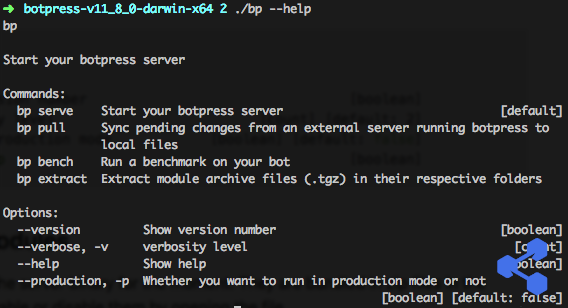 ➜ botpress-v11_8_0-darwin-x64 2 ./bp --help
bp
Start your botpress server
Commands:
bp serve Start your botpress server [default]
bp pull Sync pending changes from an external server running botpress to
local files
bp bench Run a benchmark on your bot
bp extract Extract module archive files (.tgz) in their respective folders
Options:
--version Show version number [boolean]
--verbose, -v verbosity level
--help Show help
--production, -p Whether you want to run in production mode or not
[boolean] [default: false]